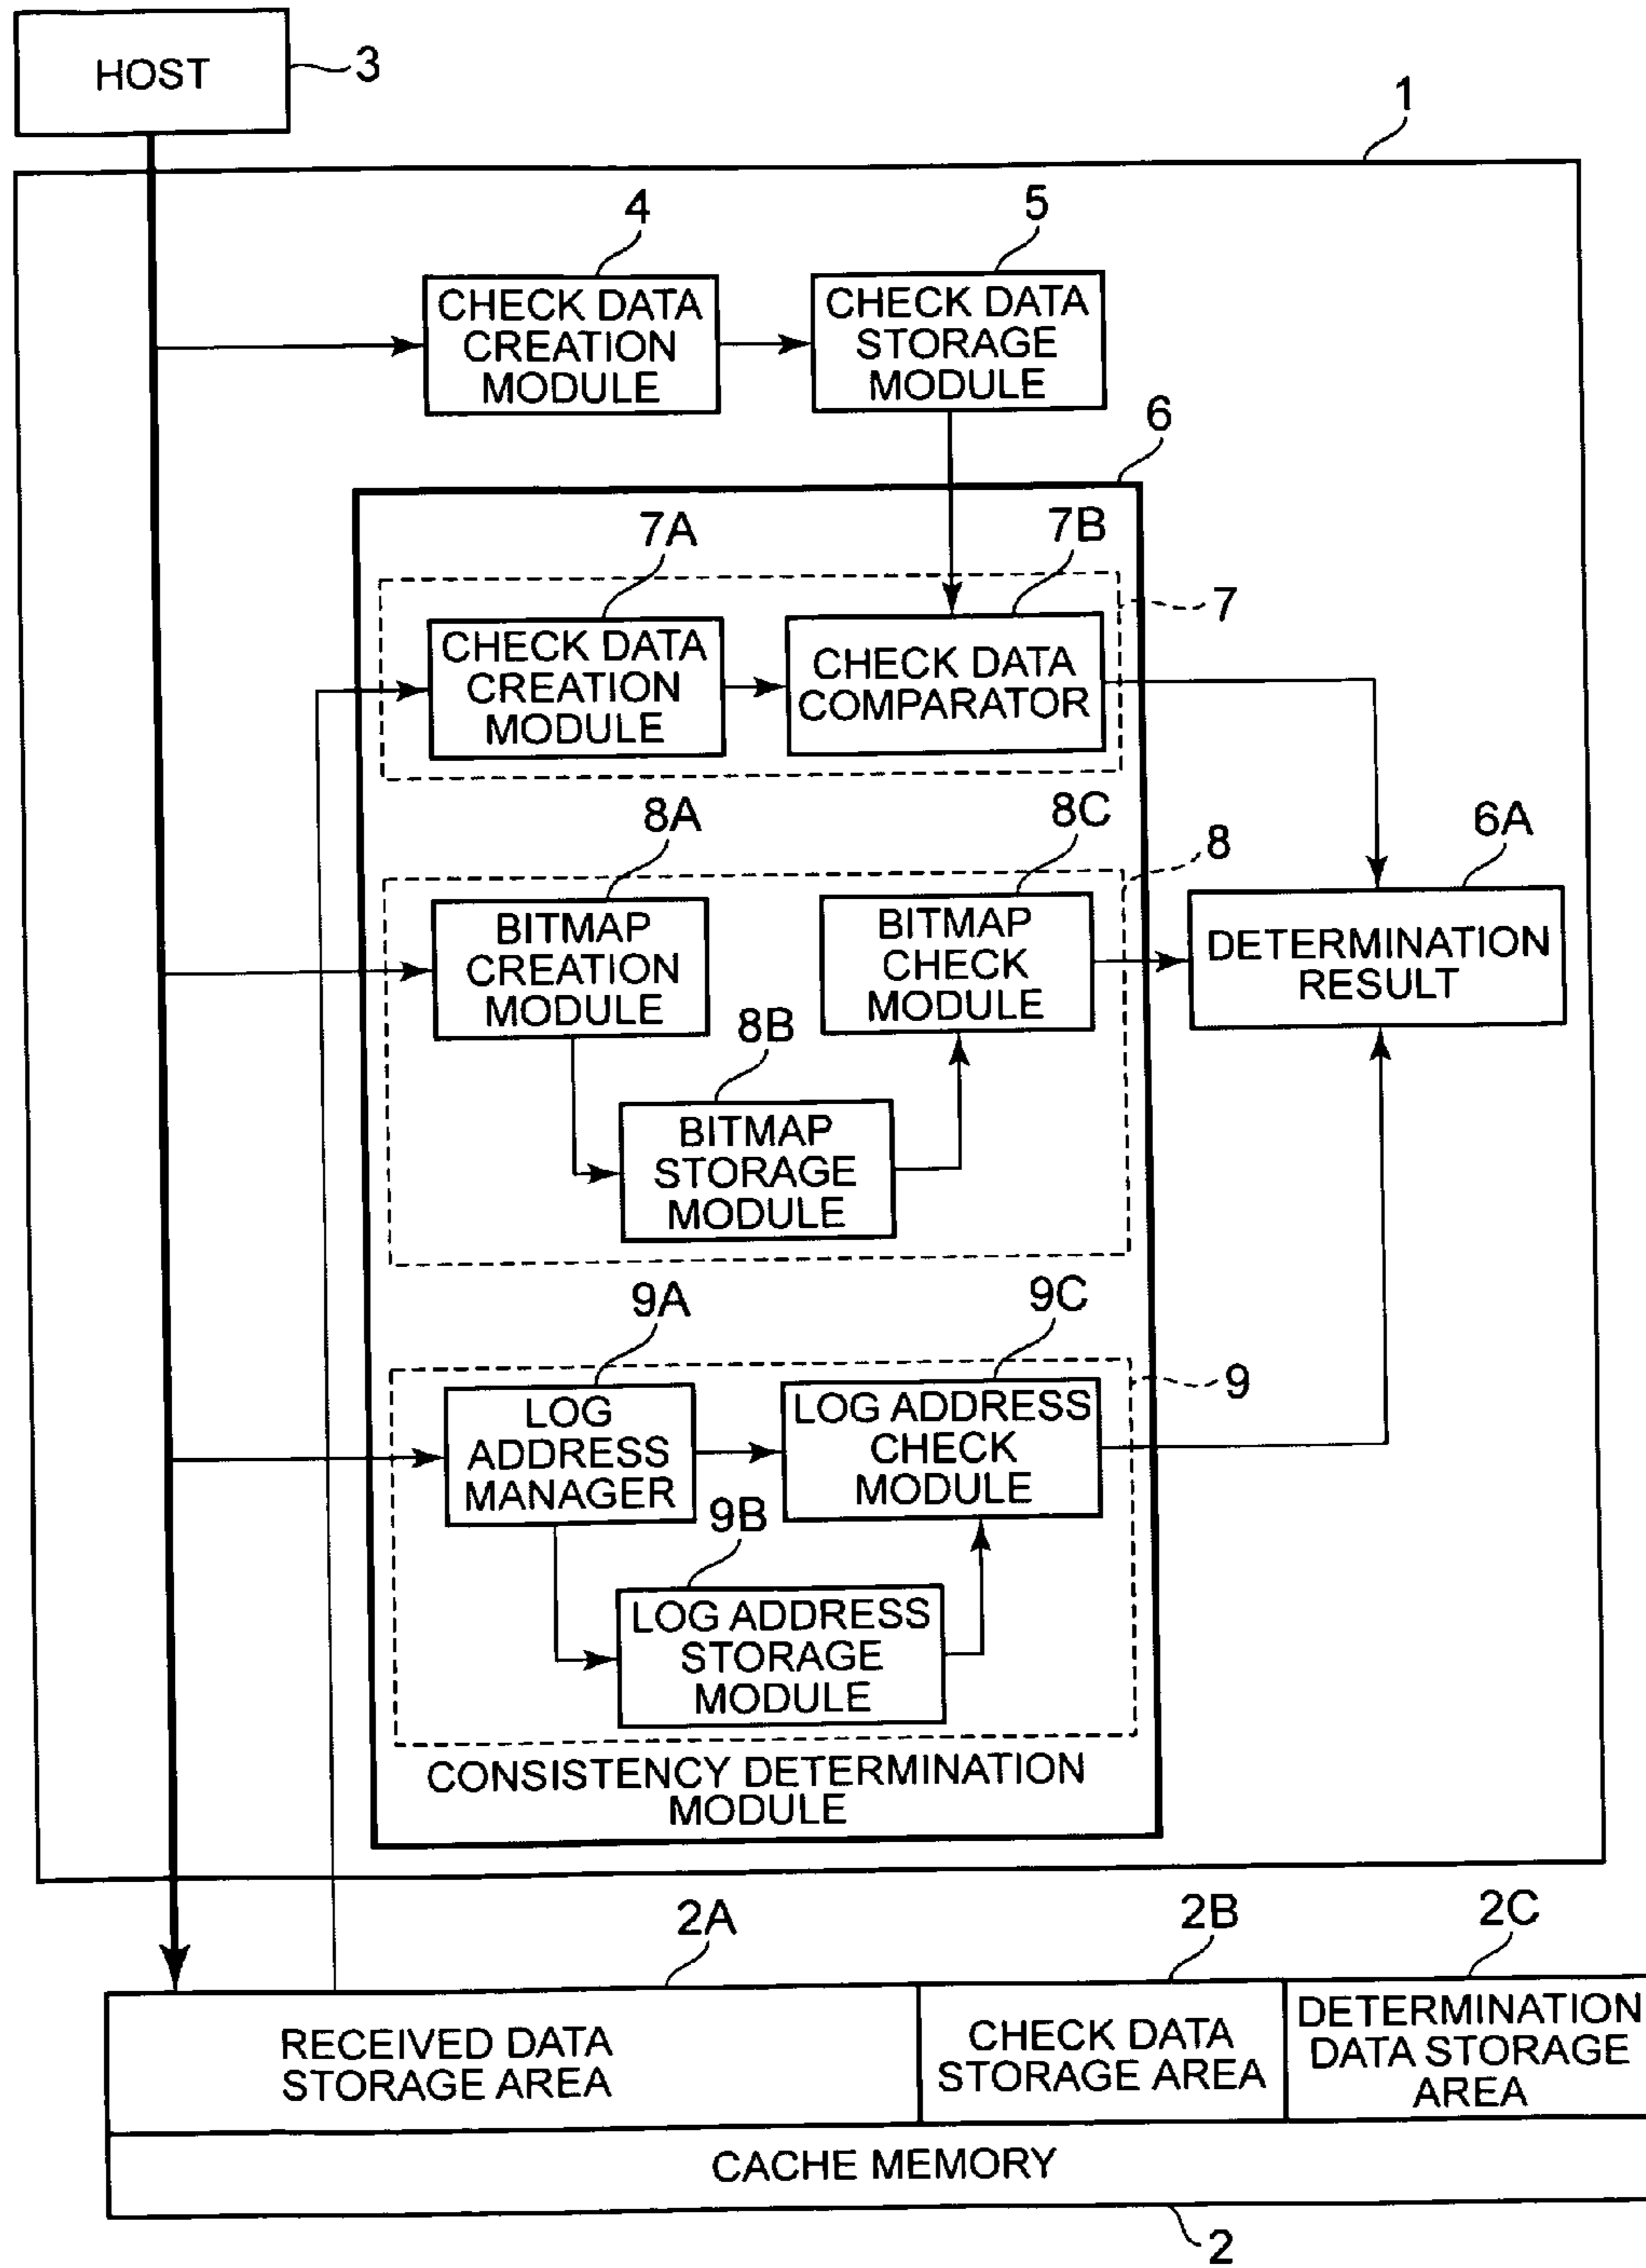 HOST
3
1
4
5
CHECK DATA
CREATION
MODULE
CHECK DATA
STORAGE
MODULE
6
7A
7B
7
CHECK DATA
CREATION
MODULE
CHECK DATA
COMPARATOR
8A
8C
8
6A
BITMAP
CREATION
MODULE
BITMAP
CHECK
MODULE
DETERMINATION
RESULT
8B
BITMAP
STORAGE
MODULE
9A
9C
9
LOG
ADDRESS
MANAGER
LOG ADDRESS
CHECK
MODULE
9B
LOG ADDRESS
STORAGE
MODULE
CONSISTENCY DETERMINATION
MODULE
2A
2B
2C
RECEIVED DATA
STORAGE AREA
CHECK DATA
STORAGE AREA
DETERMINATION
DATA STORAGE
AREA
CACHE MEMORY
2